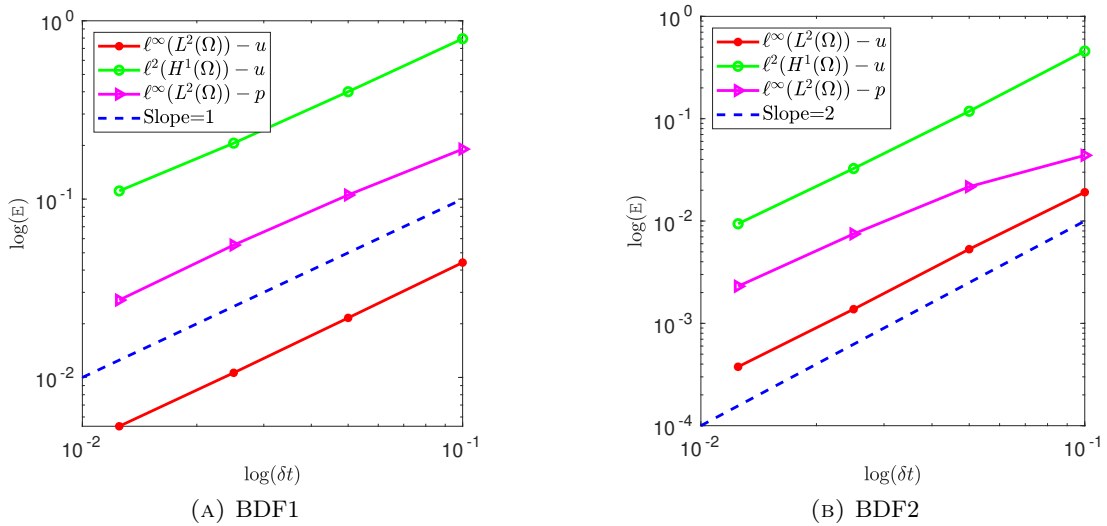 10^0
10^{-1}
10^{-2}
log(E)
ℓ^∞(L^2(Ω)) − u
ℓ^2(H^1(Ω)) − u
ℓ^∞(L^2(Ω)) − p
Slope=1
10^{-2}
10^{-1}
log(δt)
(A) BDF1
10^0
10^{-1}
10^{-2}
10^{-3}
10^{-4}
log(E)
ℓ^∞(L^2(Ω)) − u
ℓ^2(H^1(Ω)) − u
ℓ^∞(L^2(Ω)) − p
Slope=2
10^{-2}
10^{-1}
log(δt)
(B) BDF2